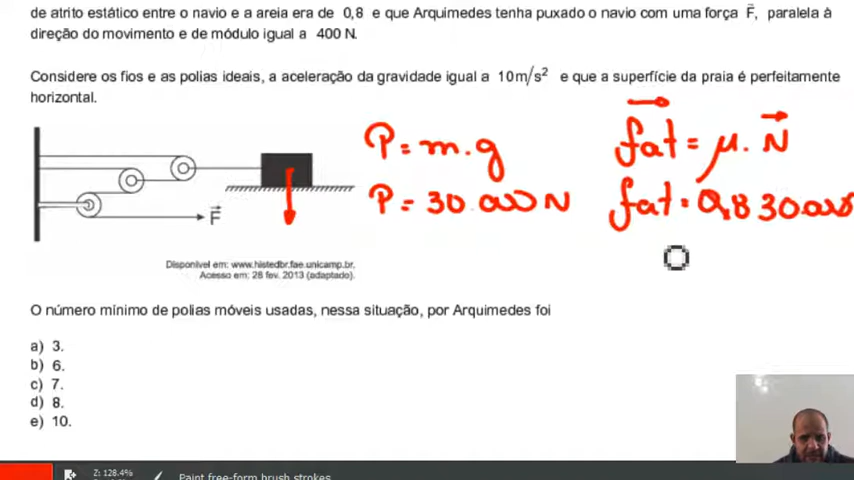 de atrito estático entre o navio e a areia era de 0,8 e que Arquimedes tenha puxado o navio com uma força F⃗, paralela à
direção do movimento e de módulo igual a 400 N.
Considere os fios e as polias ideais, a aceleração da gravidade igual a 10 m/s² e que a superfície da praia é perfeitamente
horizontal.
P = m.g
P = 30.000 N
fat = μ. N
fat = 0,8 30.000
F⃗
Disponível em: www.histedbr.fae.unicamp.br.
Acesso em: 28 fev. 2013 (adaptado).
O número mínimo de polias móveis usadas, nessa situação, por Arquimedes foi
a) 3.
b) 6.
c) 7.
d) 8.
e) 10.
Z: 128.4%
Paint free-form brush strokes